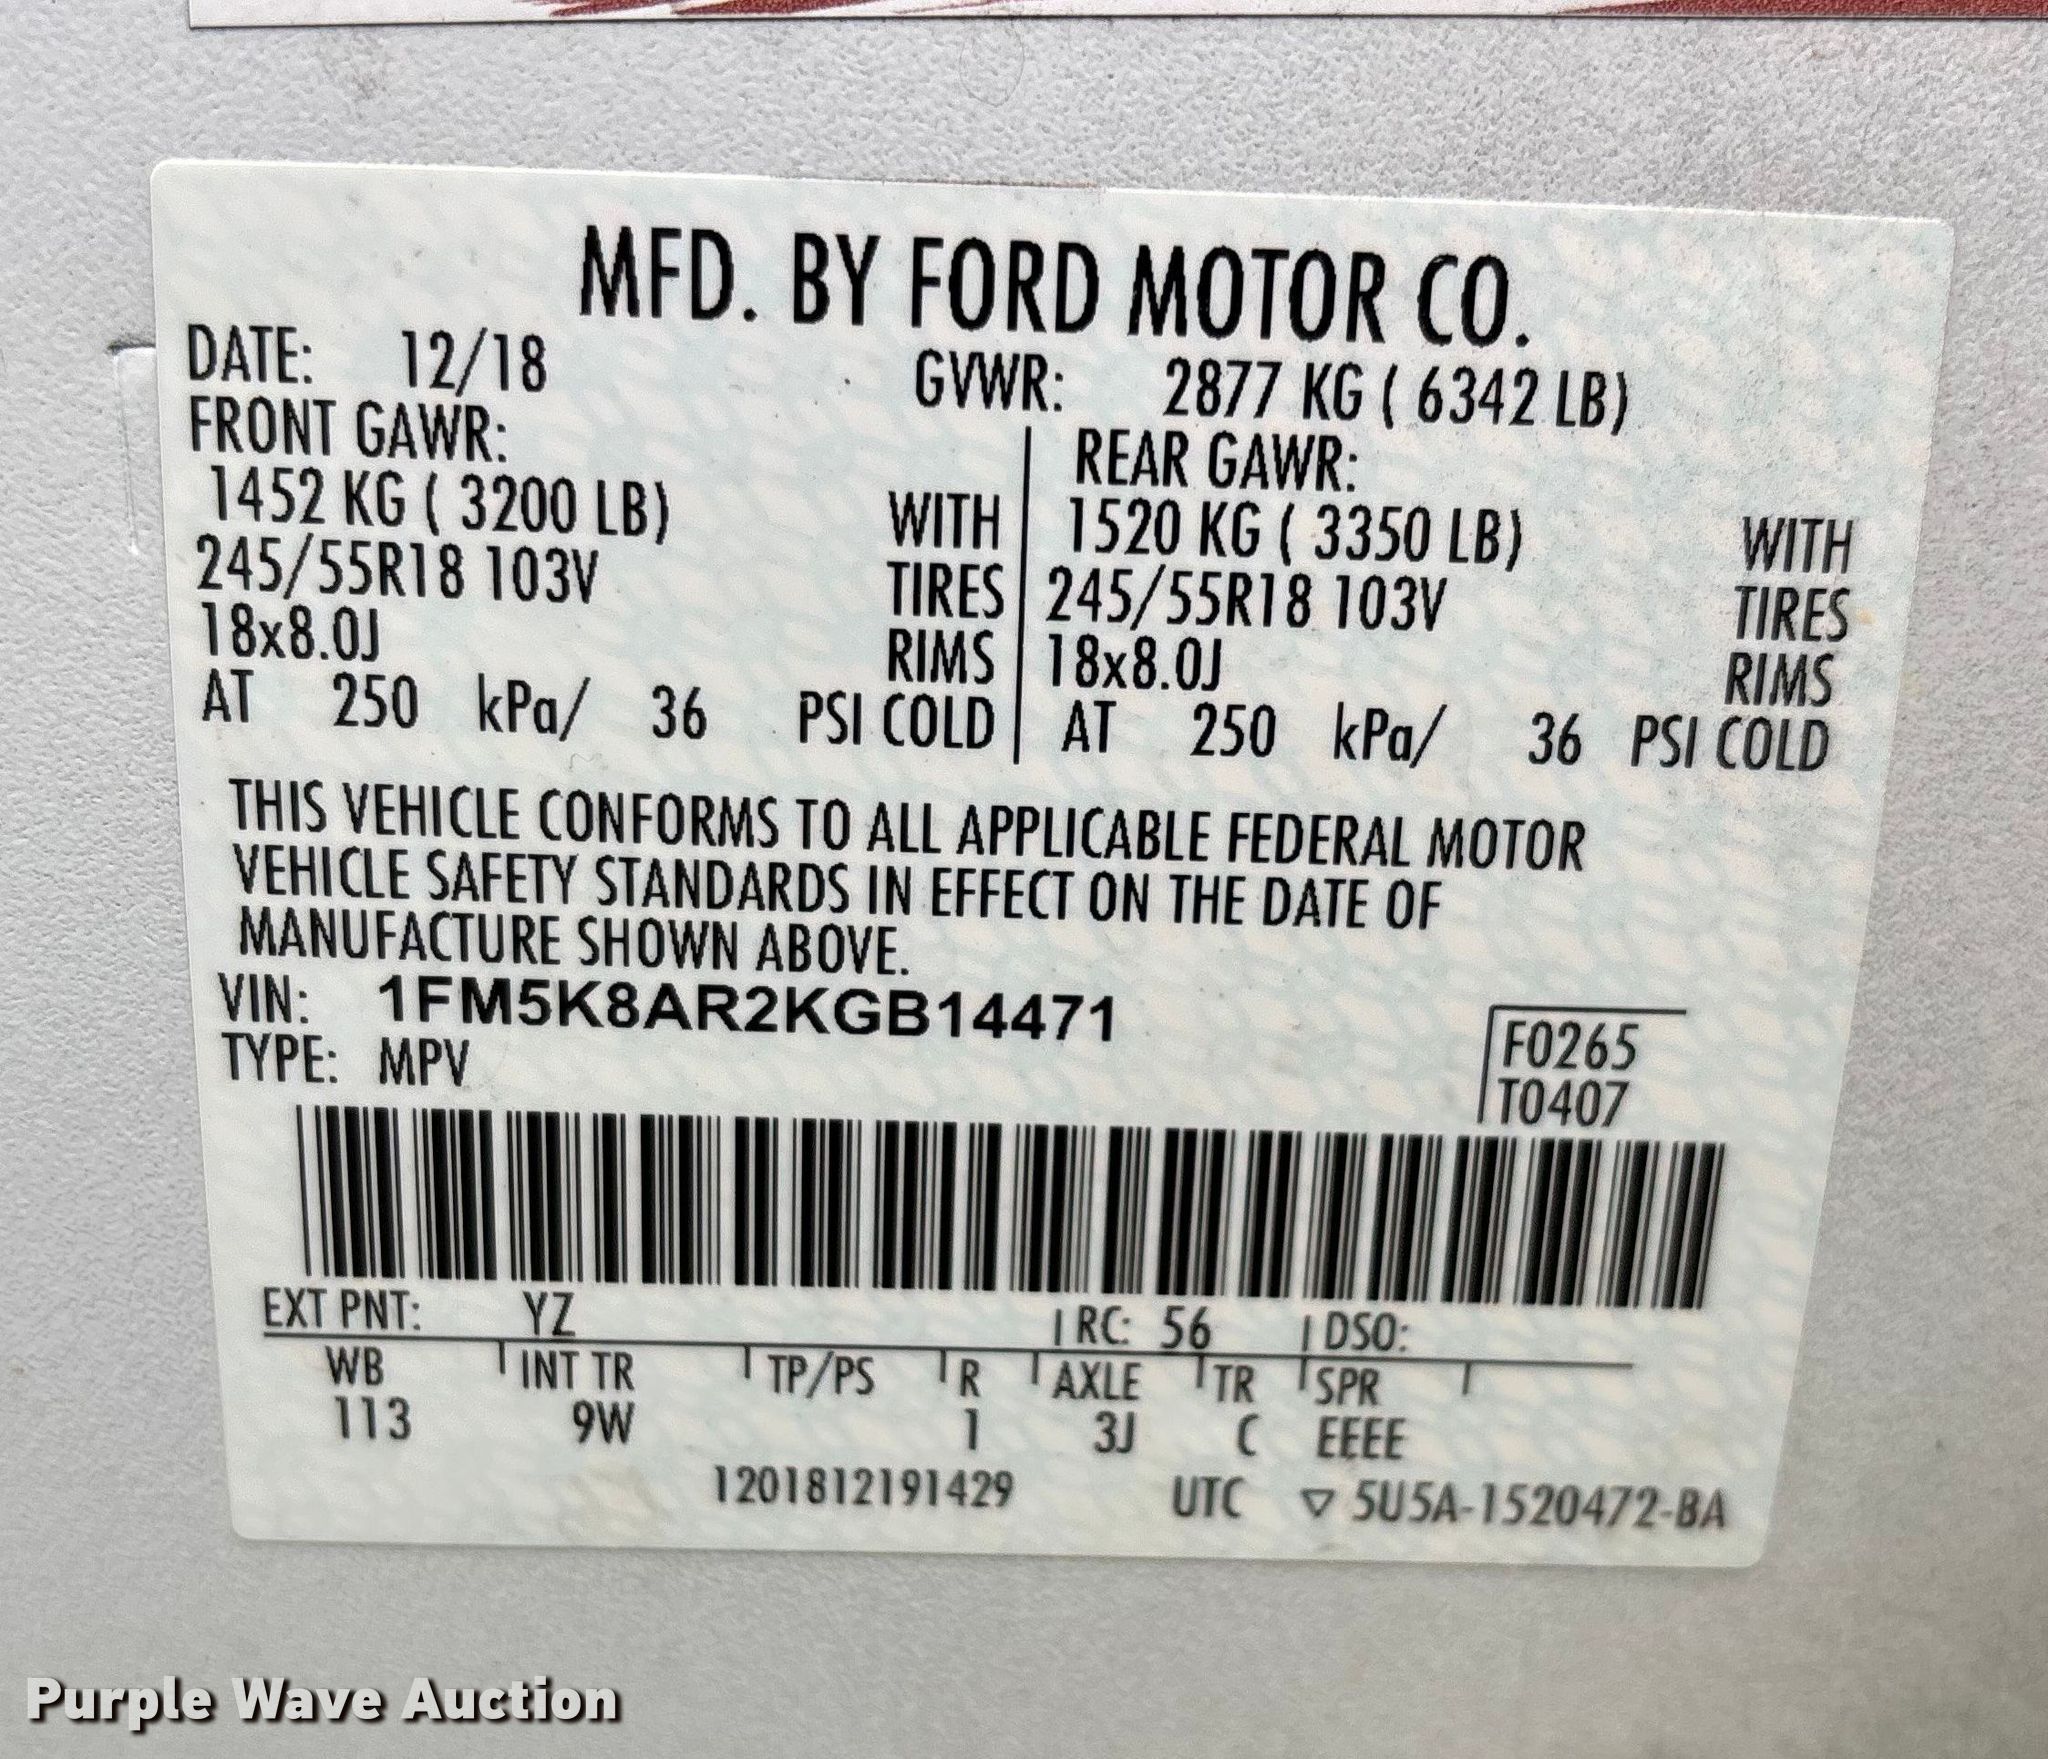 MFD. BY FORD MOTOR CO.
DATE: 12/18 GVWR: 2877 KG ( 6342 LB)
FRONT GAWR: REAR GAWR:
1452 KG ( 3200 LB) WITH 1520 KG ( 3350 LB) WITH
245/55R18 103V TIRES 245/55R18 103V TIRES
18x8.0J RIMS 18x8.0J RIMS
AT 250 kPa/ 36 PSI COLD AT 250 kPa/ 36 PSI COLD
THIS VEHICLE CONFORMS TO ALL APPLICABLE FEDERAL MOTOR
VEHICLE SAFETY STANDARDS IN EFFECT ON THE DATE OF
MANUFACTURE SHOWN ABOVE.
VIN: 1FM5K8AR2KGB14471
TYPE: MPV
F0265
T0407
EXT PNT: YZ RC: 56 DSO:
WB INT TR TP/PS R AXLE TR SPR
113 9W 1 3J C EEEE
1201812191429 UTC ▽ 5U5A-1520472-BA
Purple Wave Auction